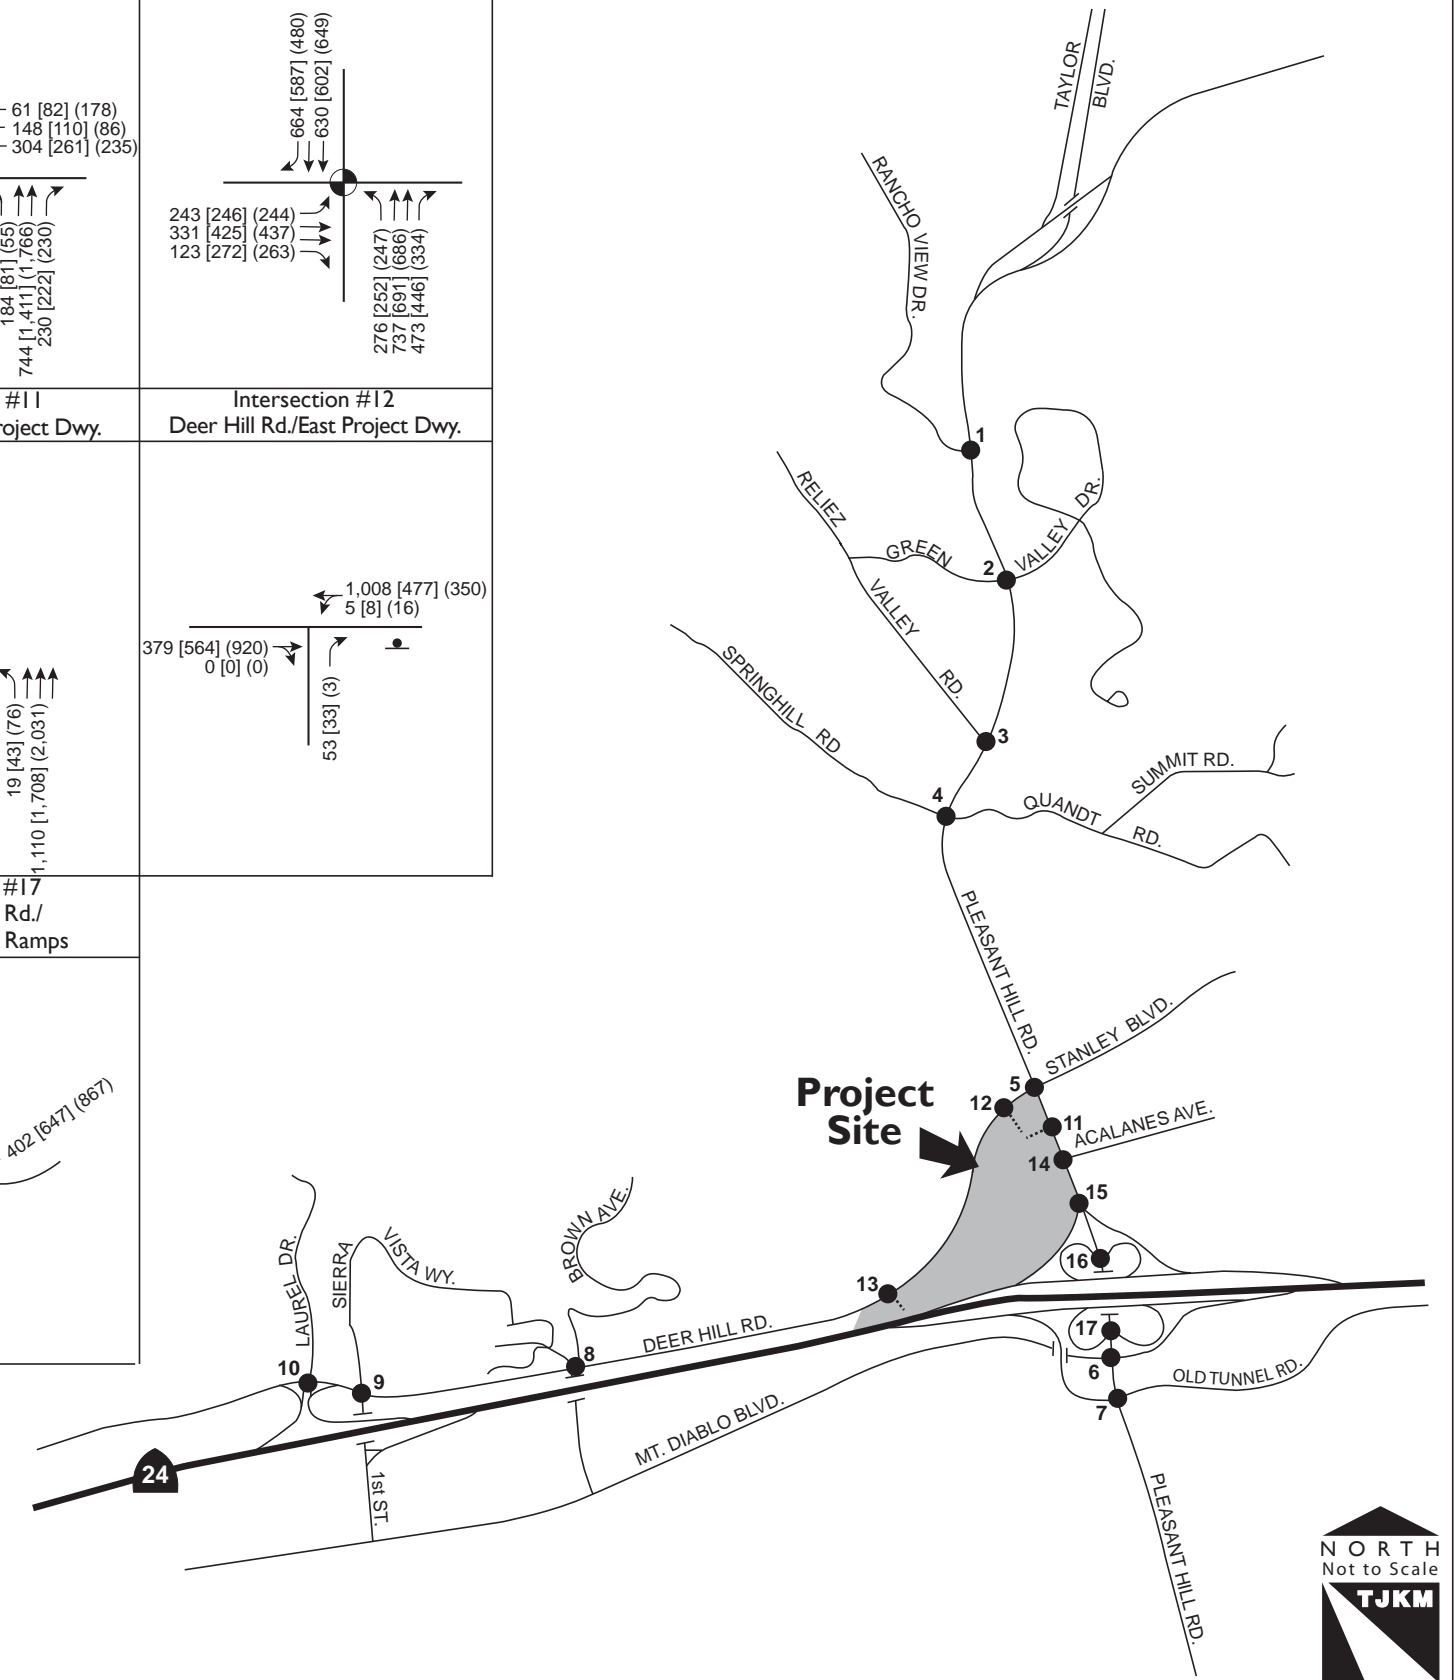 61 [82] (178)
148 [110] (86)
304 [261] (235)
184 [81] (55)
744 [1,411] (1,766)
230 [222] (230)
664 [587] (480)
630 [602] (649)
243 [246] (244)
331 [425] (437)
123 [272] (263)
276 [252] (247)
737 [691] (686)
473 [446] (334)
#11
roject Dwy.
Intersection #12
Deer Hill Rd./East Project Dwy.
19 [43] (76)
1,110 [1,708] (2,031)
1,008 [477] (350)
5 [8] (16)
379 [564] (920)
0 [0] (0)
53 [33] (3)
#17
Rd./
Ramps
402 [647] (867)
TAYLOR
BLVD.
RANCHO VIEW DR.
1
RELIEZ
VALLEY
RD.
GREEN
VALLEY DR.
2
3
SPRINGHILL RD
4
QUANDT RD.
SUMMIT RD.
PLEASANT HILL RD.
STANLEY BLVD.
5
Project
Site
12
11
ACALANES AVE.
14
15
16
13
17
6
7
OLD TUNNEL RD.
LAUREL DR.
SIERRA
VISTA WY.
BROWN AVE.
DEER HILL RD.
8
9
10
24
1st ST.
MT. DIABLO BLVD.
PLEASANT HILL RD.
NORTH
Not to Scale
TJKM